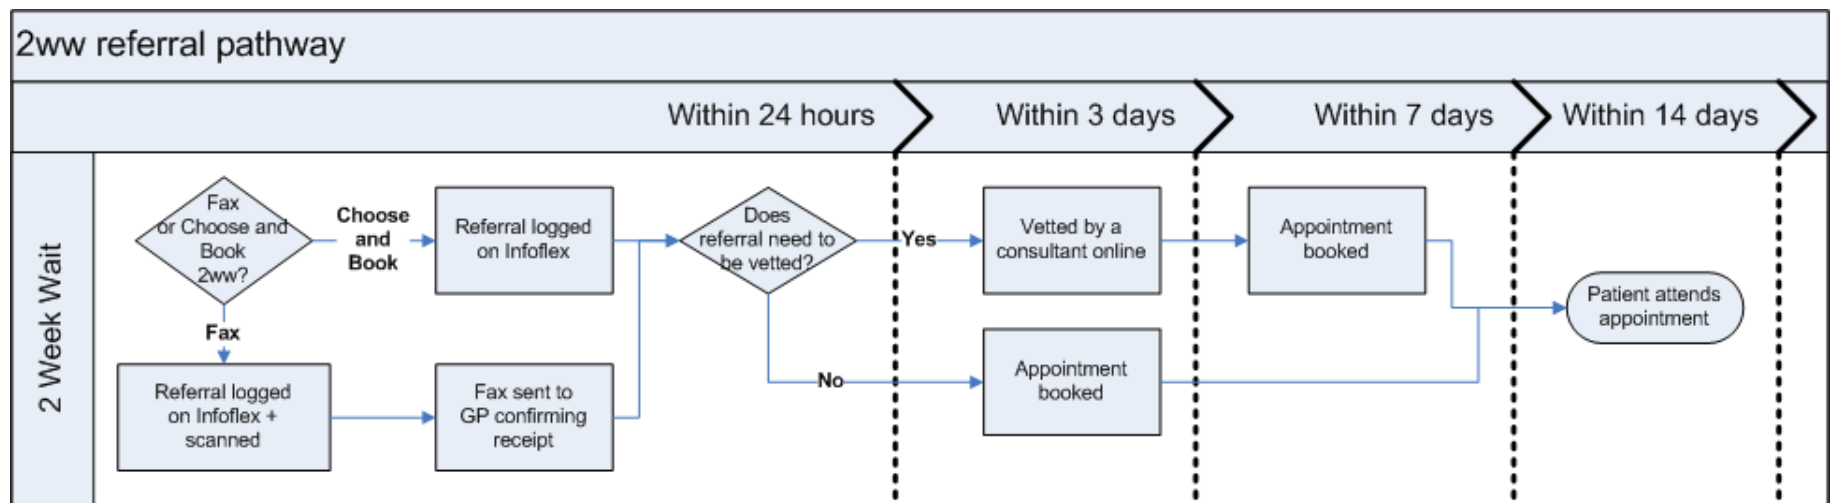 2ww referral pathway
Within 24 hours
Within 3 days
Within 7 days
Within 14 days
2 Week Wait
Fax
or Choose and
Book
2ww?
Choose
and
Book
Referral logged
on Infoflex
Does
referral need to
be vetted?
Yes
Vetted by a
consultant online
Appointment
booked
Patient attends
appointment
Fax
Referral logged
on Infoflex +
scanned
Fax sent to
GP confirming
receipt
No
Appointment
booked